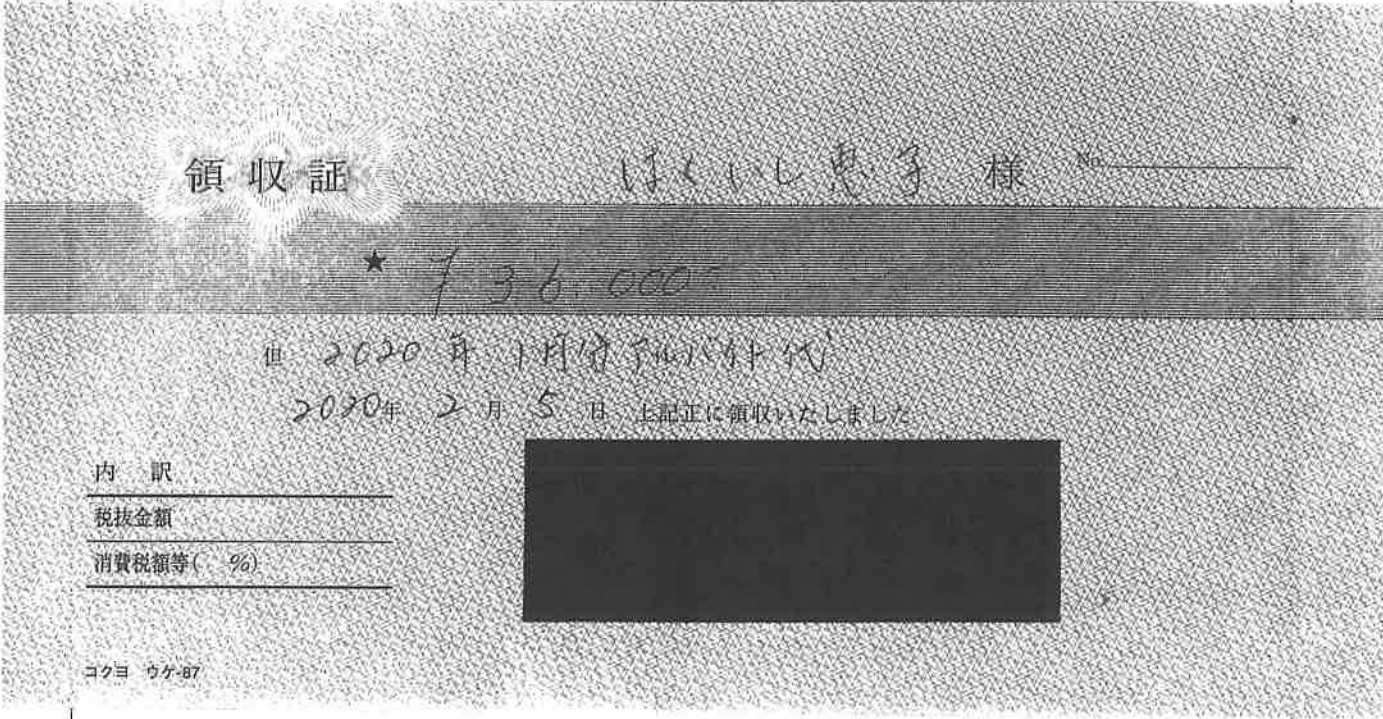 領収証
はくいし恵子 様 No.
★ ¥36,000-
但 2020年1月分アルバイト代
2020年 2月 5日 上記正に領収いたしました
内 訳
税抜金額
消費税額等( %)
コクヨ ウケ-87